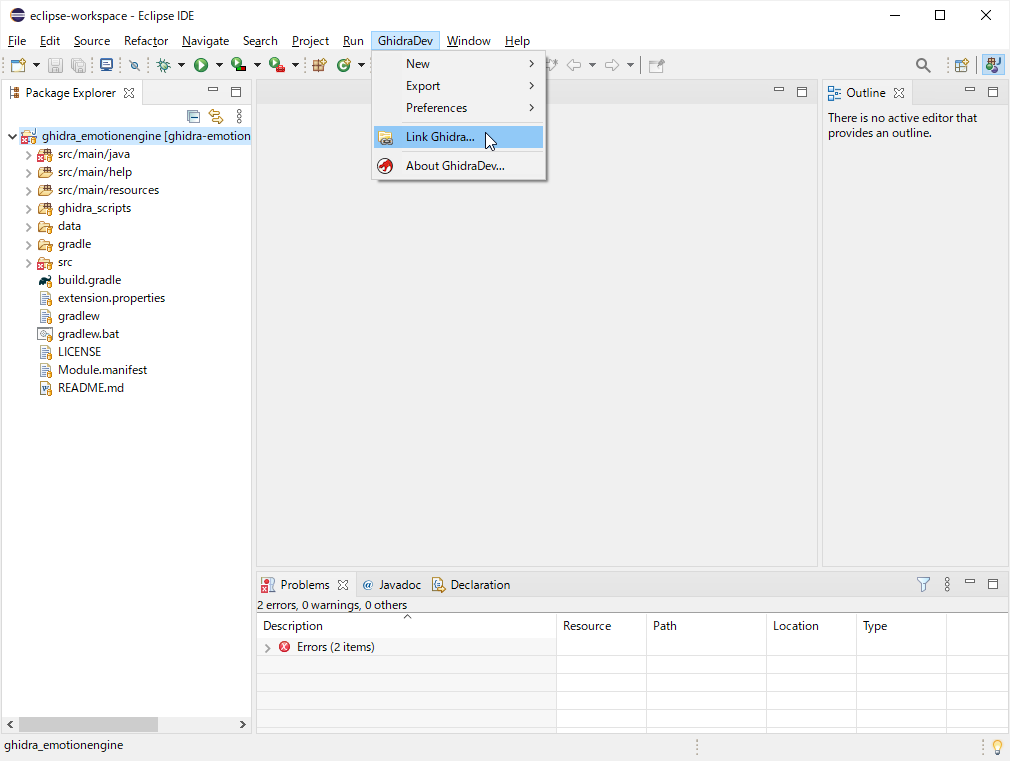 eclipse-workspace - Eclipse IDE
File Edit Source Refactor Navigate Search Project Run GhidraDev Window Help
New
Export
Preferences
Link Ghidra...
About GhidraDev...
Package Explorer
ghidra_emotionengine [ghidra-emotion
src/main/java
src/main/help
src/main/resources
ghidra_scripts
data
gradle
src
build.gradle
extension.properties
gradlew
gradlew.bat
LICENSE
Module.manifest
README.md
Outline
There is no active editor that
provides an outline.
Problems @ Javadoc Declaration
2 errors, 0 warnings, 0 others
Description Resource Path Location Type
Errors (2 items)
ghidra_emotionengine